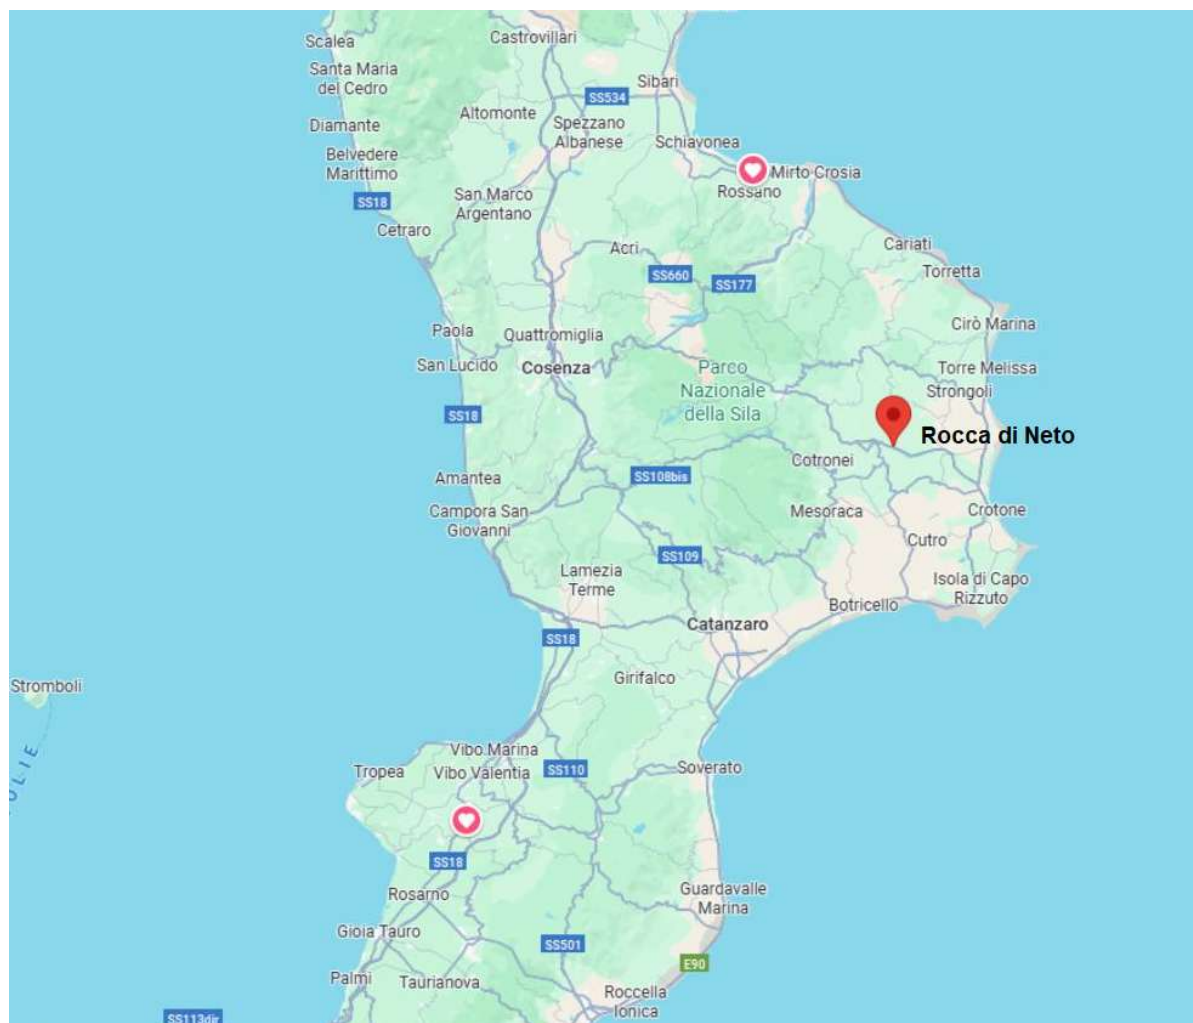 Scalea
Castrovillari
Santa Maria
del Cedro
Sibari
SS534
Altomonte
Diamante
Spezzano
Albanese
Schiavonea
Belvedere
Marittimo
Mirto Crosia
Rossano
San Marco
Argentano
SS18
Cetraro
Acri
Cariati
SS660
SS177
Torretta
Paola
Quattromiglia
Cirò Marina
San Lucido
Cosenza
Parco
Nazionale
della Sila
Torre Melissa
Strongoli
SS18
Rocca di Neto
Cotronei
Amantea
SS108bis
Campora San
Giovanni
Mesoraca
Crotone
Cutro
SS109
Lamezia
Terme
Isola di Capo
Rizzuto
Botricello
Catanzaro
SS18
Girifalco
Stromboli
OLIE
Vibo Marina
Tropea
Vibo Valentia
SS110
Soverato
SS18
Rosarno
Guardavalle
Marina
Gioia Tauro
SS501
E90
Palmi
Taurianova
Roccella
Ionica
SS113dir